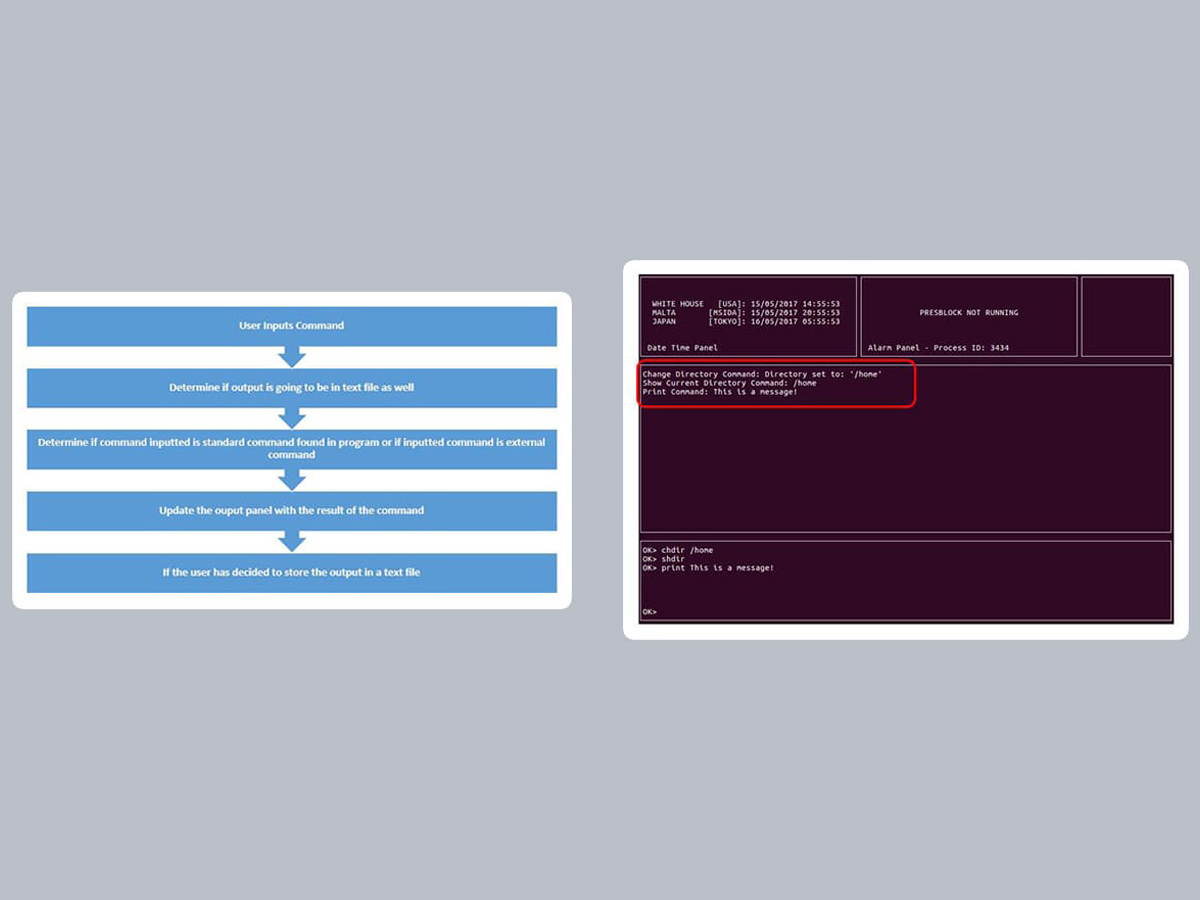 User Inputs Command
Determine if output is going to be in text file as well
Determine if command inputted is standard command found in program or if inputted command is external
command
Update the ouput panel with the result of the command
If the user has decided to store the output in a text file
WHITE HOUSE [USA]: 15/05/2017 14:55:53
MALTA [MSIDA]: 15/05/2017 20:55:53
JAPAN [TOKYO]: 16/05/2017 05:55:53
Date Time Panel
PRESBLOCK NOT RUNNING
Alarm Panel - Process ID: 3434
Change Directory Command: Directory set to: '/home'
Show Current Directory Command: /home
Print Command: This is a message!
OK> chdir /home
OK> shdir
OK> print This is a message!
OK>